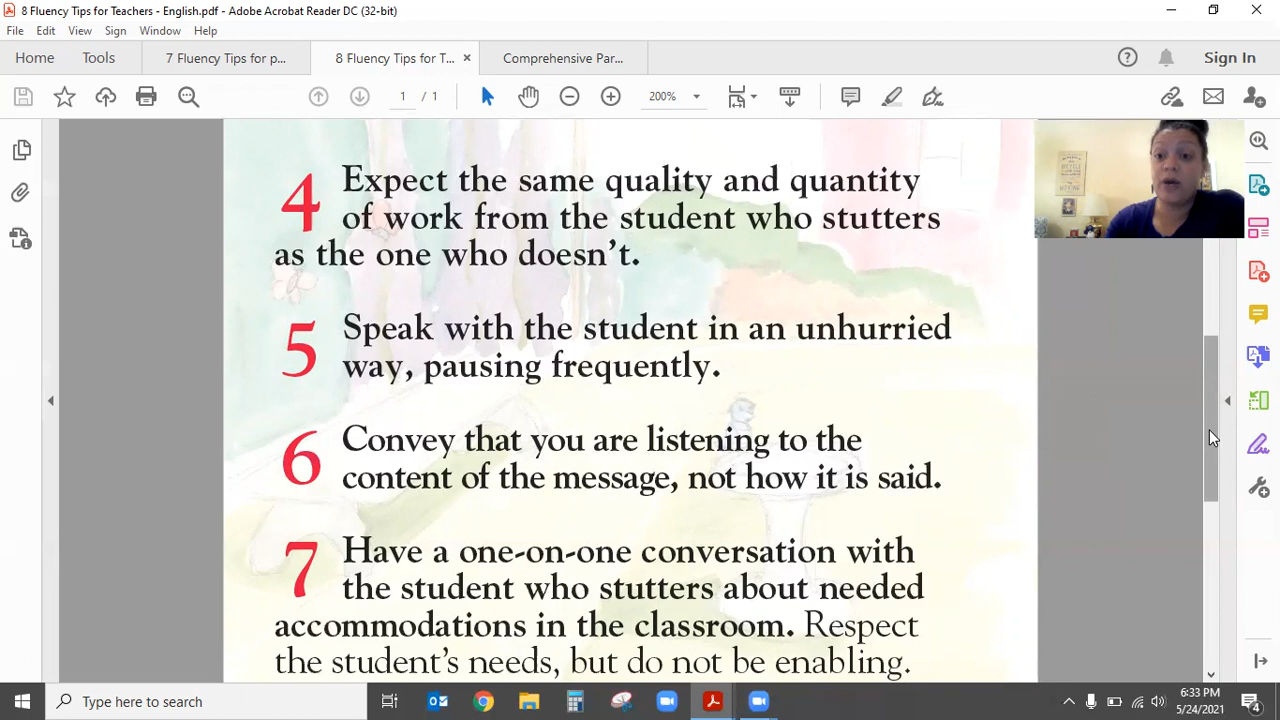 8 Fluency Tips for Teachers - English.pdf - Adobe Acrobat Reader DC (32-bit)
File Edit View Sign Window Help
Home Tools 7 Fluency Tips for p... 8 Fluency Tips for T... × Comprehensive Par... ? Sign In
1 / 1 200%
4 Expect the same quality and quantity
of work from the student who stutters
as the one who doesn't.
5 Speak with the student in an unhurried
way, pausing frequently.
6 Convey that you are listening to the
content of the message, not how it is said.
7 Have a one-on-one conversation with
the student who stutters about needed
accommodations in the classroom. Respect
the student's needs, but do not be enabling.
Type here to search
6:33 PM
5/24/2021
4